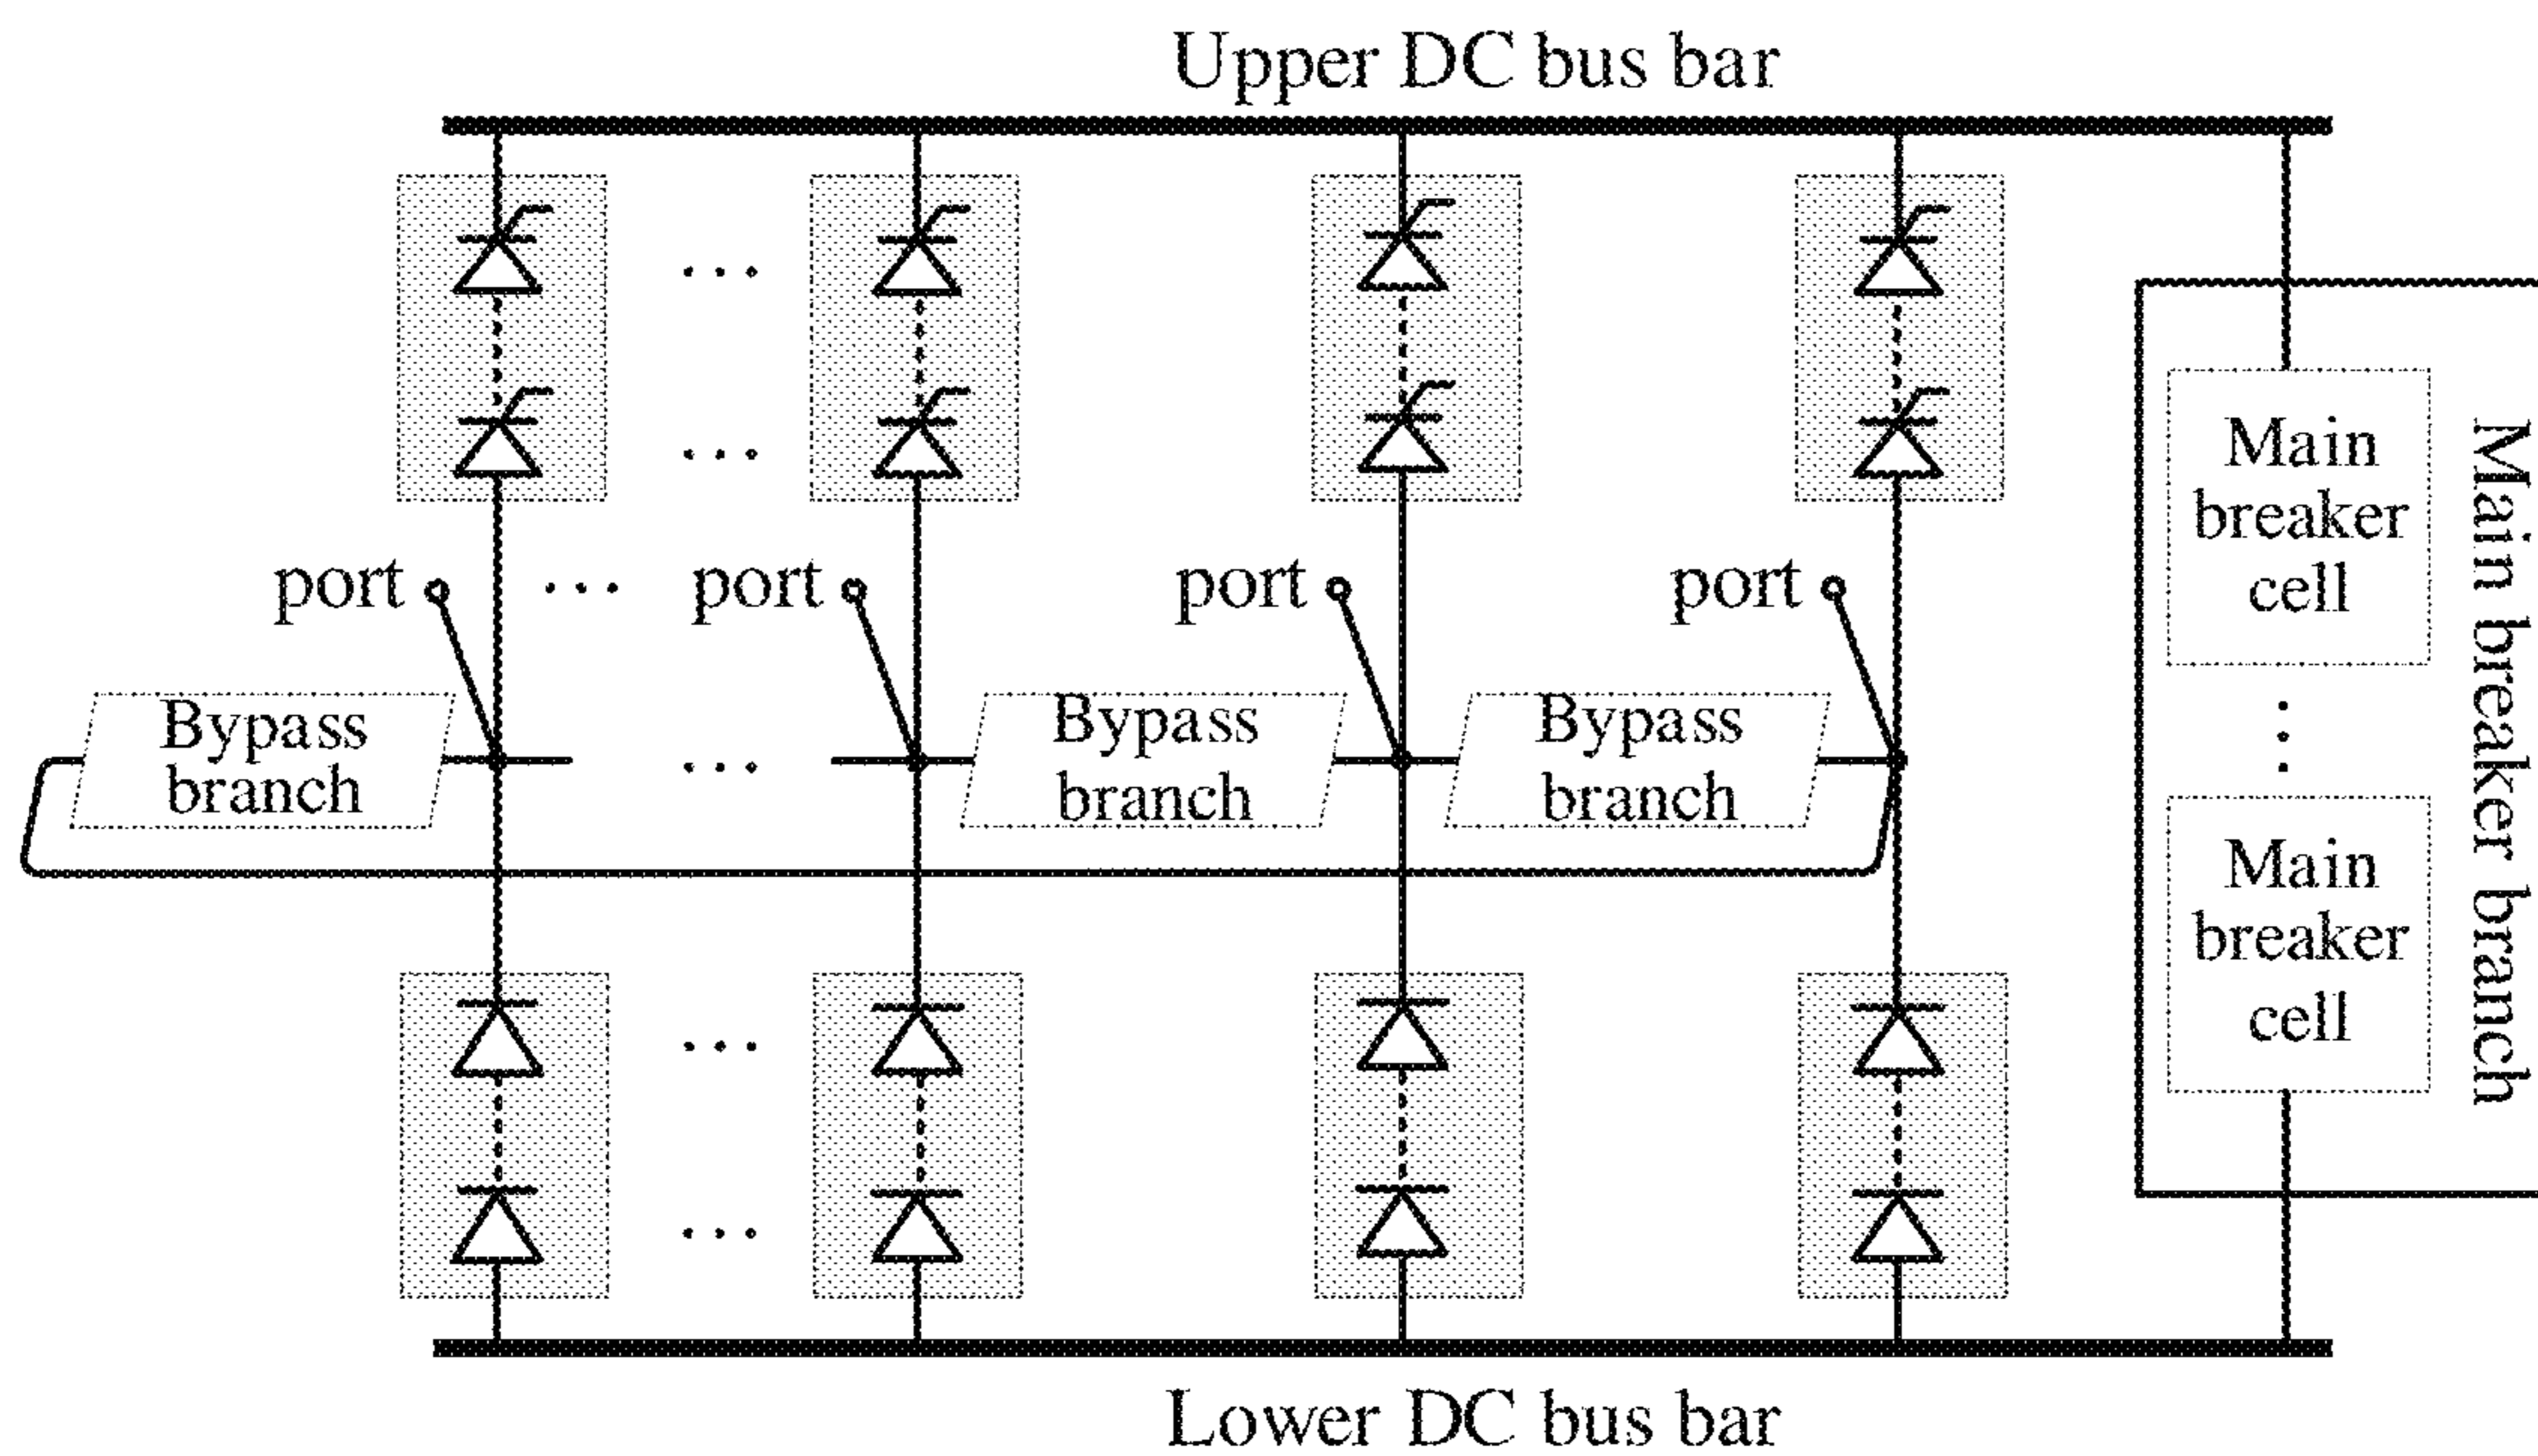 Upper DC bus bar
port
port
port
port
Bypass
branch
Bypass
branch
Bypass
branch
Main
breaker
cell
Main
breaker
cell
Main breaker branch
Lower DC bus bar